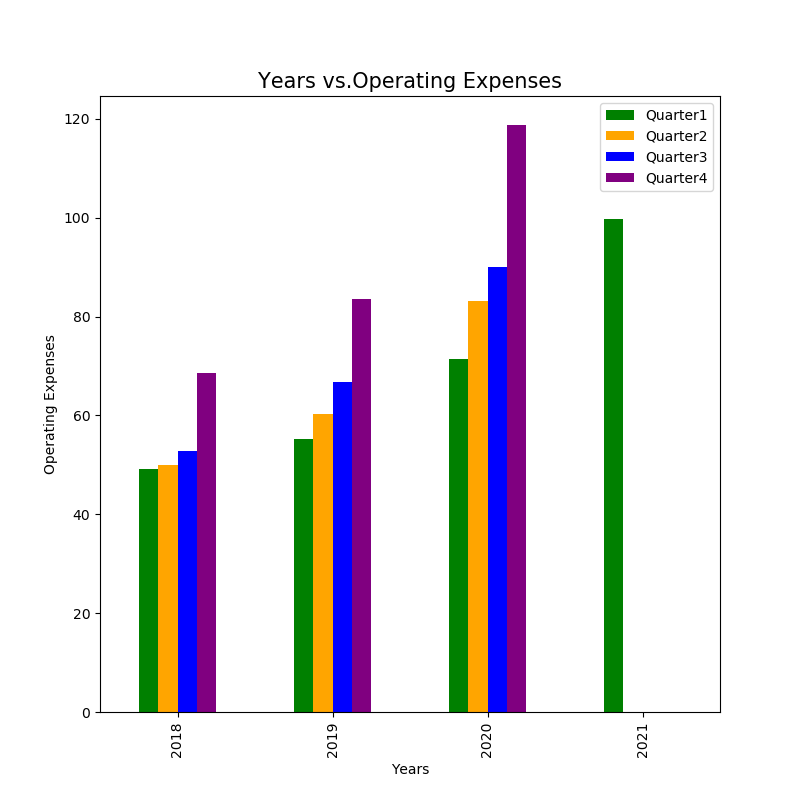 Years vs.Operating Expenses
Quarter1
Quarter2
Quarter3
Quarter4
Operating Expenses
120
100
80
60
40
20
0
2018
2019
2020
2021
Years